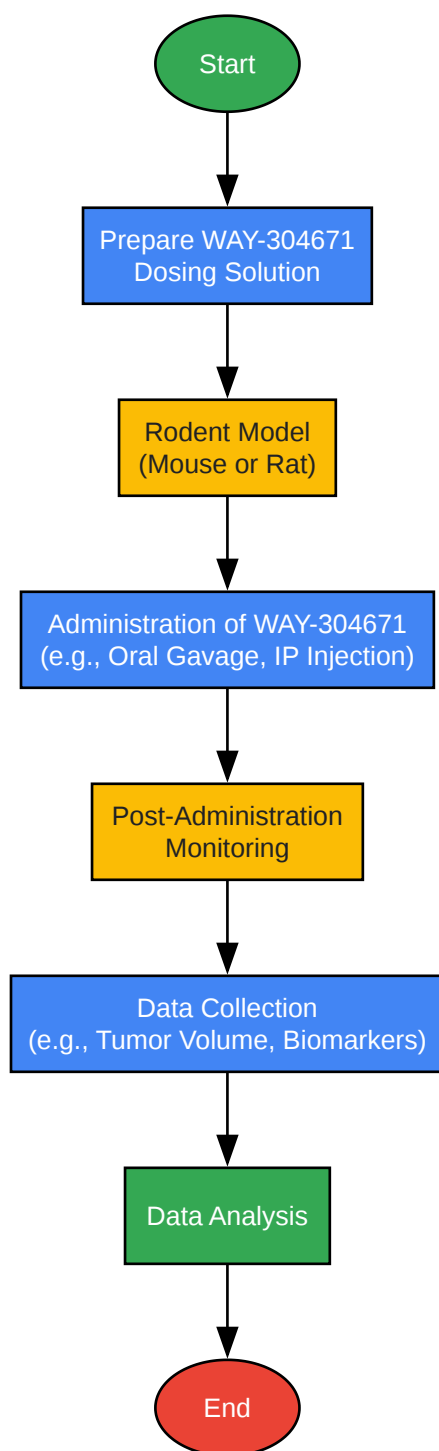 Start
Prepare WAY-304671
Dosing Solution
Rodent Model
(Mouse or Rat)
Administration of WAY-304671
(e.g., Oral Gavage, IP Injection)
Post-Administration
Monitoring
Data Collection
(e.g., Tumor Volume, Biomarkers)
Data Analysis
End